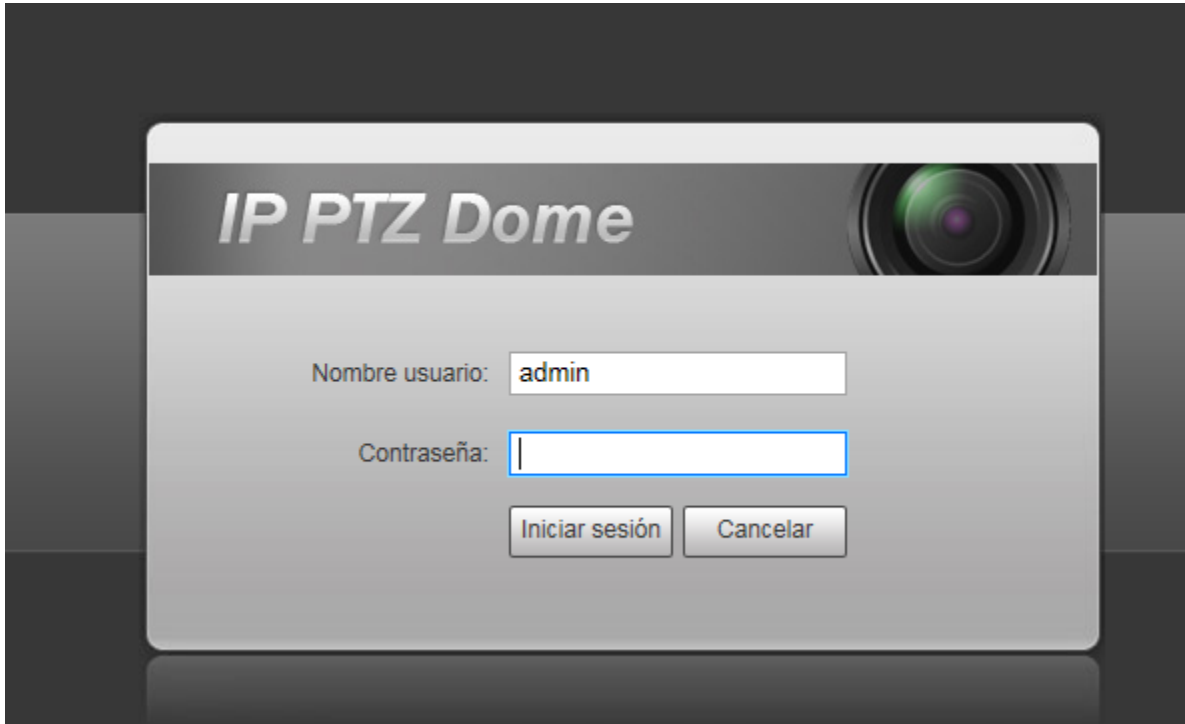 IP PTZ Dome
Nombre usuario: admin
Contraseña:
Iniciar sesión Cancelar